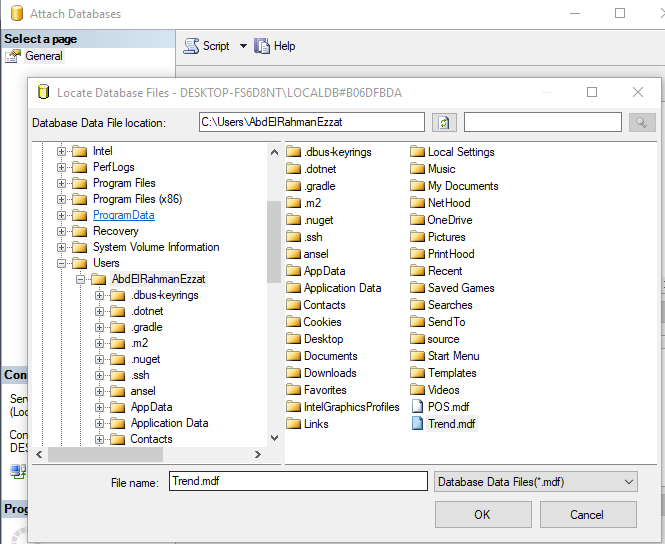 Attach Databases
Select a page
General
Script
Help
Locate Database Files - DESKTOP-FS6D8NT\LOCALDB#B06DFBDA
Database Data File location:
C:\Users\AbdElRahmanEzzat
Intel
PerfLogs
Program Files
Program Files (x86)
ProgramData
Recovery
System Volume Information
Users
AbdElRahmanEzzat
.dbus-keyrings
.dotnet
.gradle
.m2
.nuget
.ssh
ansel
AppData
Application Data
Contacts
.dbus-keyrings
.dotnet
.gradle
.m2
.nuget
.ssh
ansel
AppData
Application Data
Contacts
Cookies
Desktop
Documents
Downloads
Favorites
IntelGraphicsProfiles
Links
Local Settings
Music
My Documents
NetHood
OneDrive
Pictures
PrintHood
Recent
Saved Games
Searches
SendTo
source
Start Menu
Templates
Videos
POS.mdf
Trend.mdf
Con
Serv
(Loc
Con
DES
Prog
File name:
Trend.mdf
Database Data Files(*.mdf)
OK
Cancel